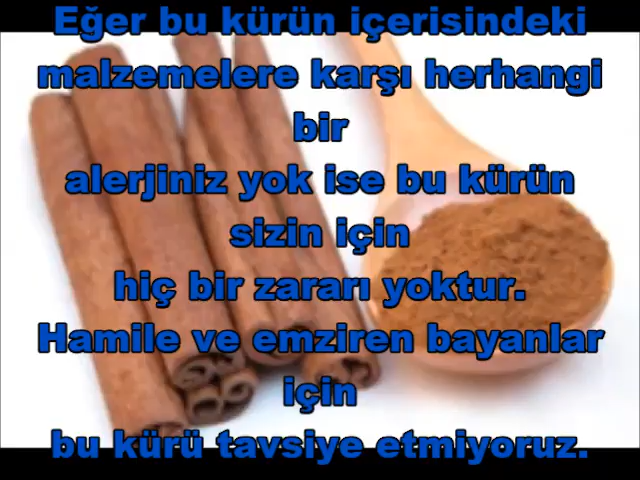 Eğer bu kürün içerisindeki
malzemelere karşı herhangi
bir
alerjiniz yok ise bu kürün
sizin için
hiç bir zararı yoktur.
Hamile ve emziren bayanlar
için
bu kürü tavsiye etmiyoruz.